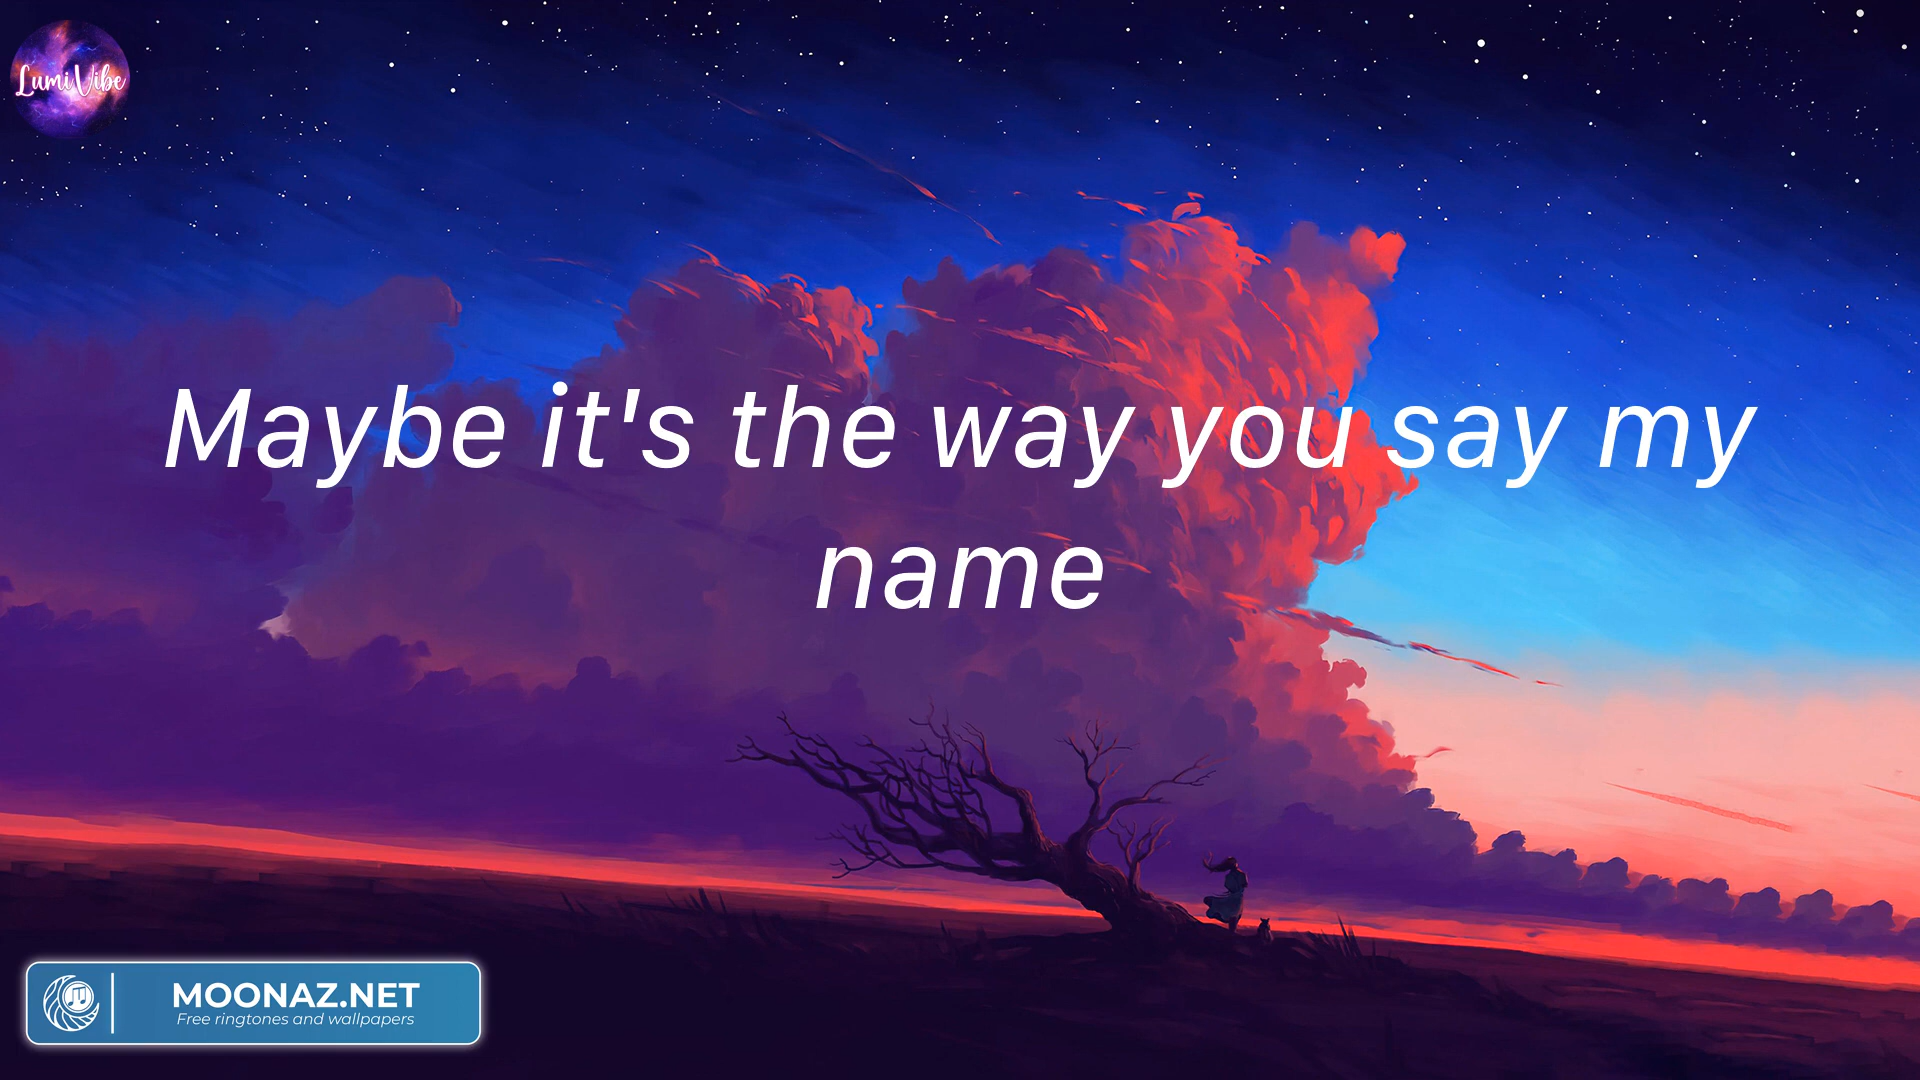 LumiVibe
Maybe it's the way you say my
name
MOONAZ.NET
Free ringtones and wallpapers